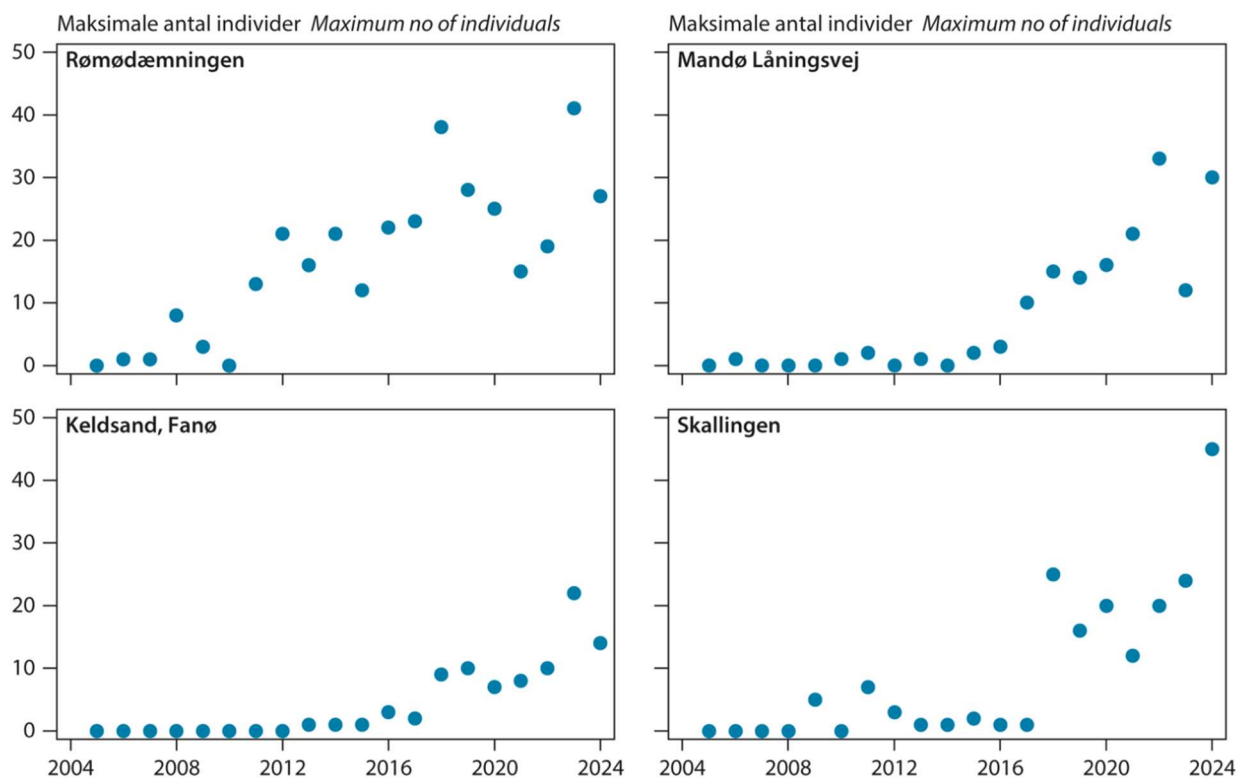 Maksimale antal individer Maximum no of individuals
Maksimale antal individer Maximum no of individuals
50
40
30
20
10
0
Rømødæmningen
Mandø Låningsvej
50
40
30
20
10
0
Keldsand, Fanø
Skallingen
2004 2008 2012 2016 2020 2024
2004 2008 2012 2016 2020 2024